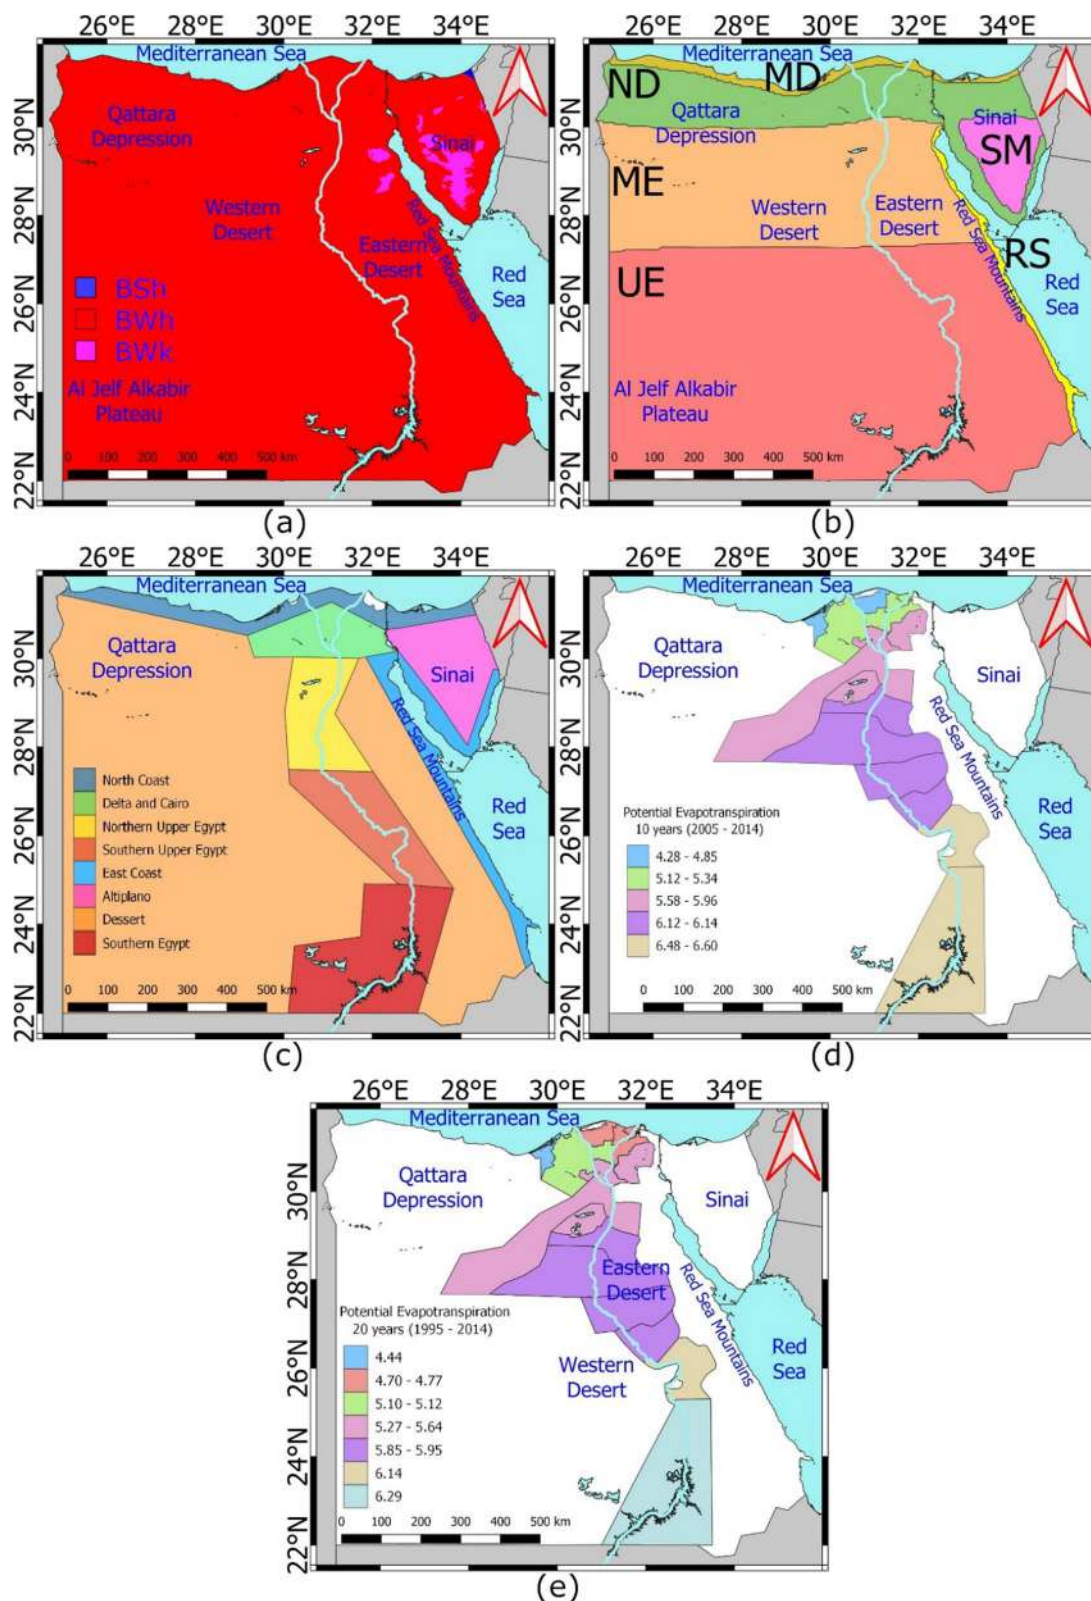 26°E 28°E 30°E 32°E 34°E
26°E 28°E 30°E 32°E 34°E
22°N 24°N 26°N 28°N 30°N
Mediterranean Sea
Qattara
Depression
Sinai
Western
Desert
Eastern
Desert
Red Sea Mountains
Red
Sea
BSh
BWh
BWk
Al Jelf Alkabir
Plateau
0 100 200 300 400 500 km
(a)
22°N 24°N 26°N 28°N 30°N
Mediterranean Sea
ND
MD
Qattara
Depression
Sinai
SM
ME
Western
Desert
Eastern
Desert
Red Sea Mountains
RS
UE
Red
Sea
Al Jelf Alkabir
Plateau
0 100 200 300 400 500 km
(b)
26°E 28°E 30°E 32°E 34°E
26°E 28°E 30°E 32°E 34°E
22°N 24°N 26°N 28°N 30°N
Mediterranean Sea
Qattara
Depression
Sinai
Red Sea Mountains
Red
Sea
North Coast
Delta and Cairo
Northern Upper Egypt
Southern Upper Egypt
East Coast
Altiplano
Dessert
Southern Egypt
0 100 200 300 400 500 km
(c)
22°N 24°N 26°N 28°N 30°N
Mediterranean Sea
Qattara
Depression
Sinai
Red Sea Mountains
Red
Sea
Potential Evapotranspiration
10 years (2005 - 2014)
4.28 - 4.85
5.12 - 5.34
5.58 - 5.96
6.12 - 6.14
6.48 - 6.60
0 100 200 300 400 500 km
(d)
26°E 28°E 30°E 32°E 34°E
22°N 24°N 26°N 28°N 30°N
Mediterranean Sea
Qattara
Depression
Sinai
Eastern
Desert
Red Sea Mountains
Western
Desert
Red
Sea
Potential Evapotranspiration
20 years (1995 - 2014)
4.44
4.70 - 4.77
5.10 - 5.12
5.27 - 5.64
5.85 - 5.95
6.14
6.29
0 100 200 300 400 500 km
(e)